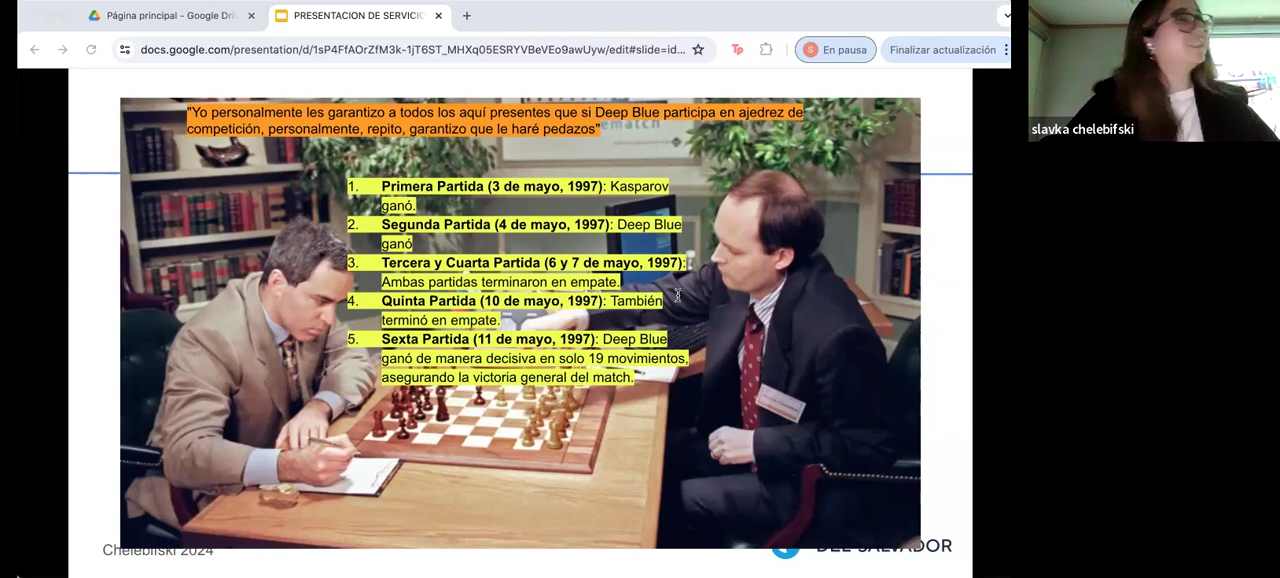 Página principal - Google Dri
PRESENTACION DE SERVICIO
docs.google.com/presentation/d/1sP4FfAOrZfM3k-1jT6ST_MHXq05ESRYVBeVEo9awUyw/edit#slide=id...
En pausa
Finalizar actualización
slavka chelebifski
"Yo personalmente les garantizo a todos los aquí presentes que si Deep Blue participa en ajedrez de
competición, personalmente, repito, garantizo que le haré pedazos"
1. Primera Partida (3 de mayo, 1997): Kasparov
ganó.
2. Segunda Partida (4 de mayo, 1997): Deep Blue
ganó
3. Tercera y Cuarta Partida (6 y 7 de mayo, 1997):
Ambas partidas terminaron en empate.
4. Quinta Partida (10 de mayo, 1997): También
terminó en empate.
5. Sexta Partida (11 de mayo, 1997): Deep Blue
ganó de manera decisiva en solo 19 movimientos,
asegurando la victoria general del match.
Chelebifski 2024
DEL SALVADOR